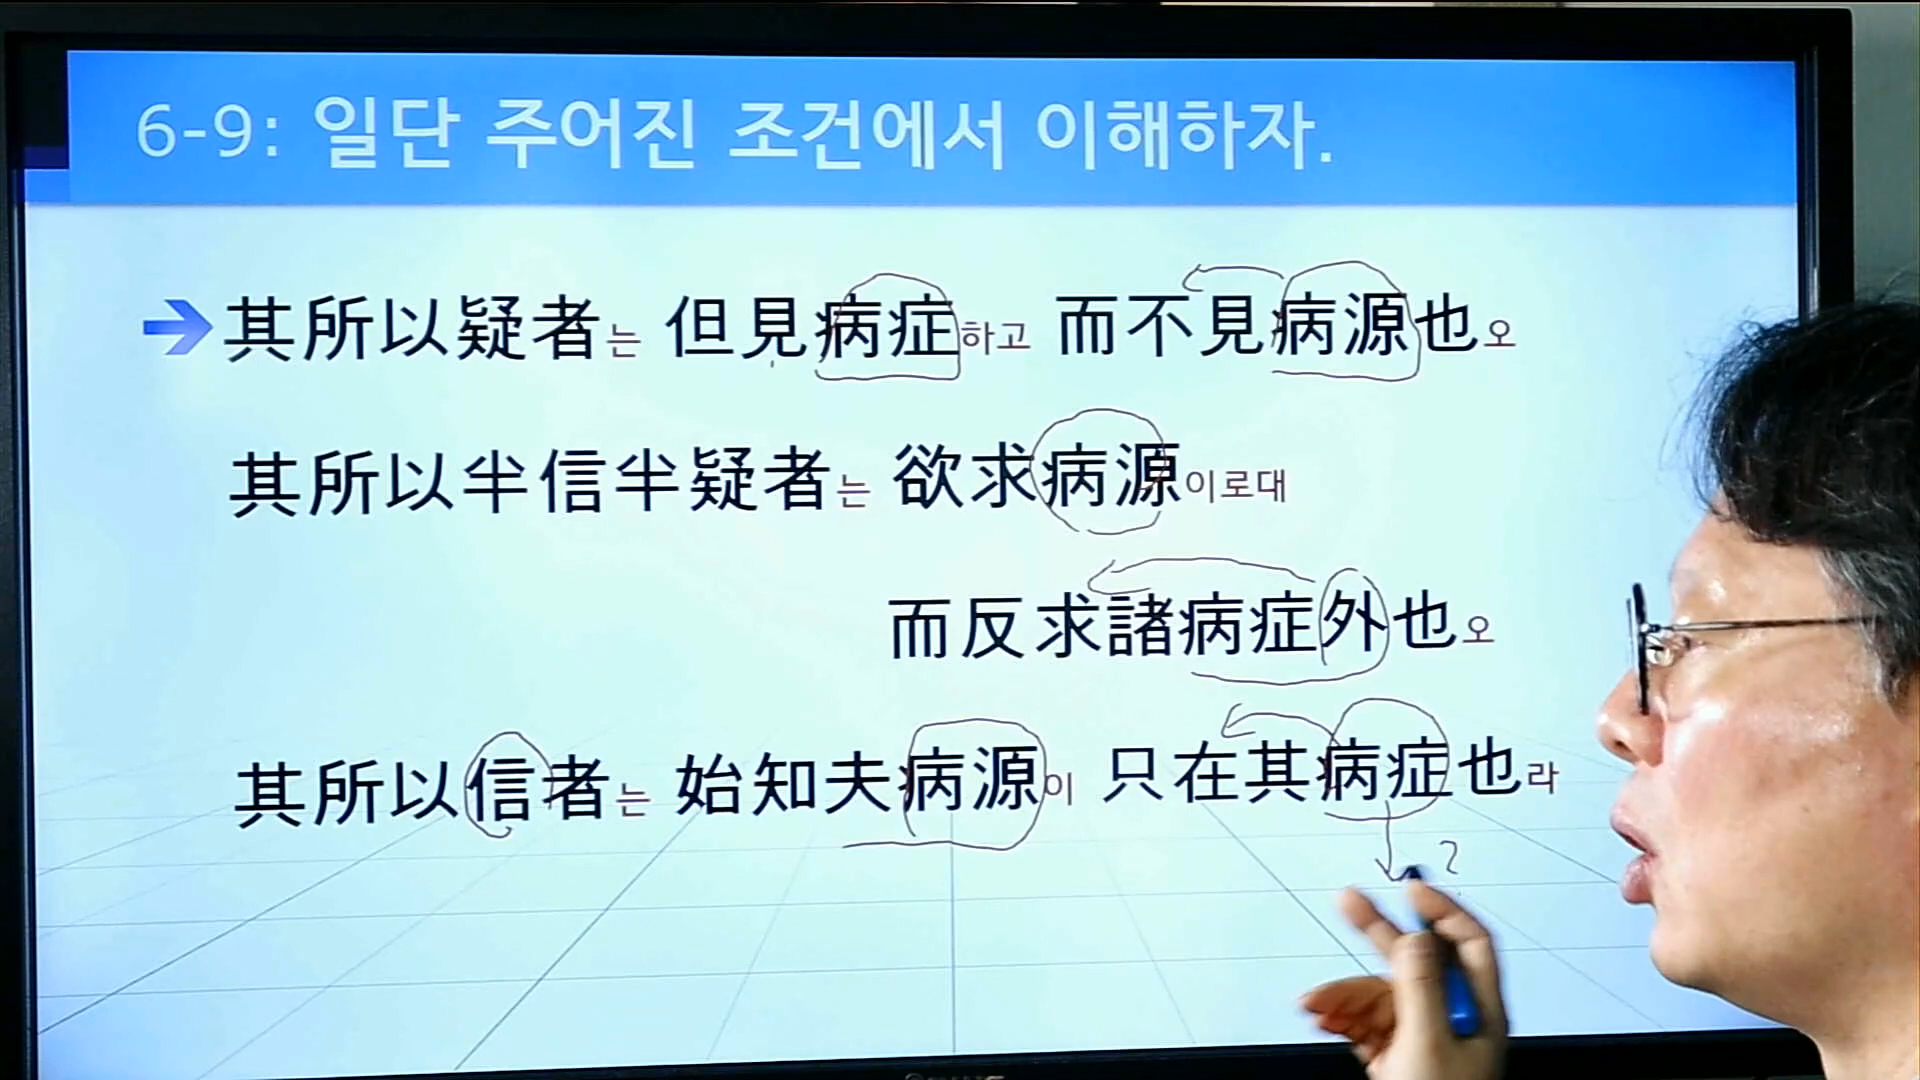 6-9: 일단 주어진 조건에서 이해하자.
其所以疑者는 但見病症하고 而不見病源也오
其所以半信半疑者는 欲求病源이로대
而反求諸病症外也오
其所以信者는 始知夫病源이 只在其病症也라
?